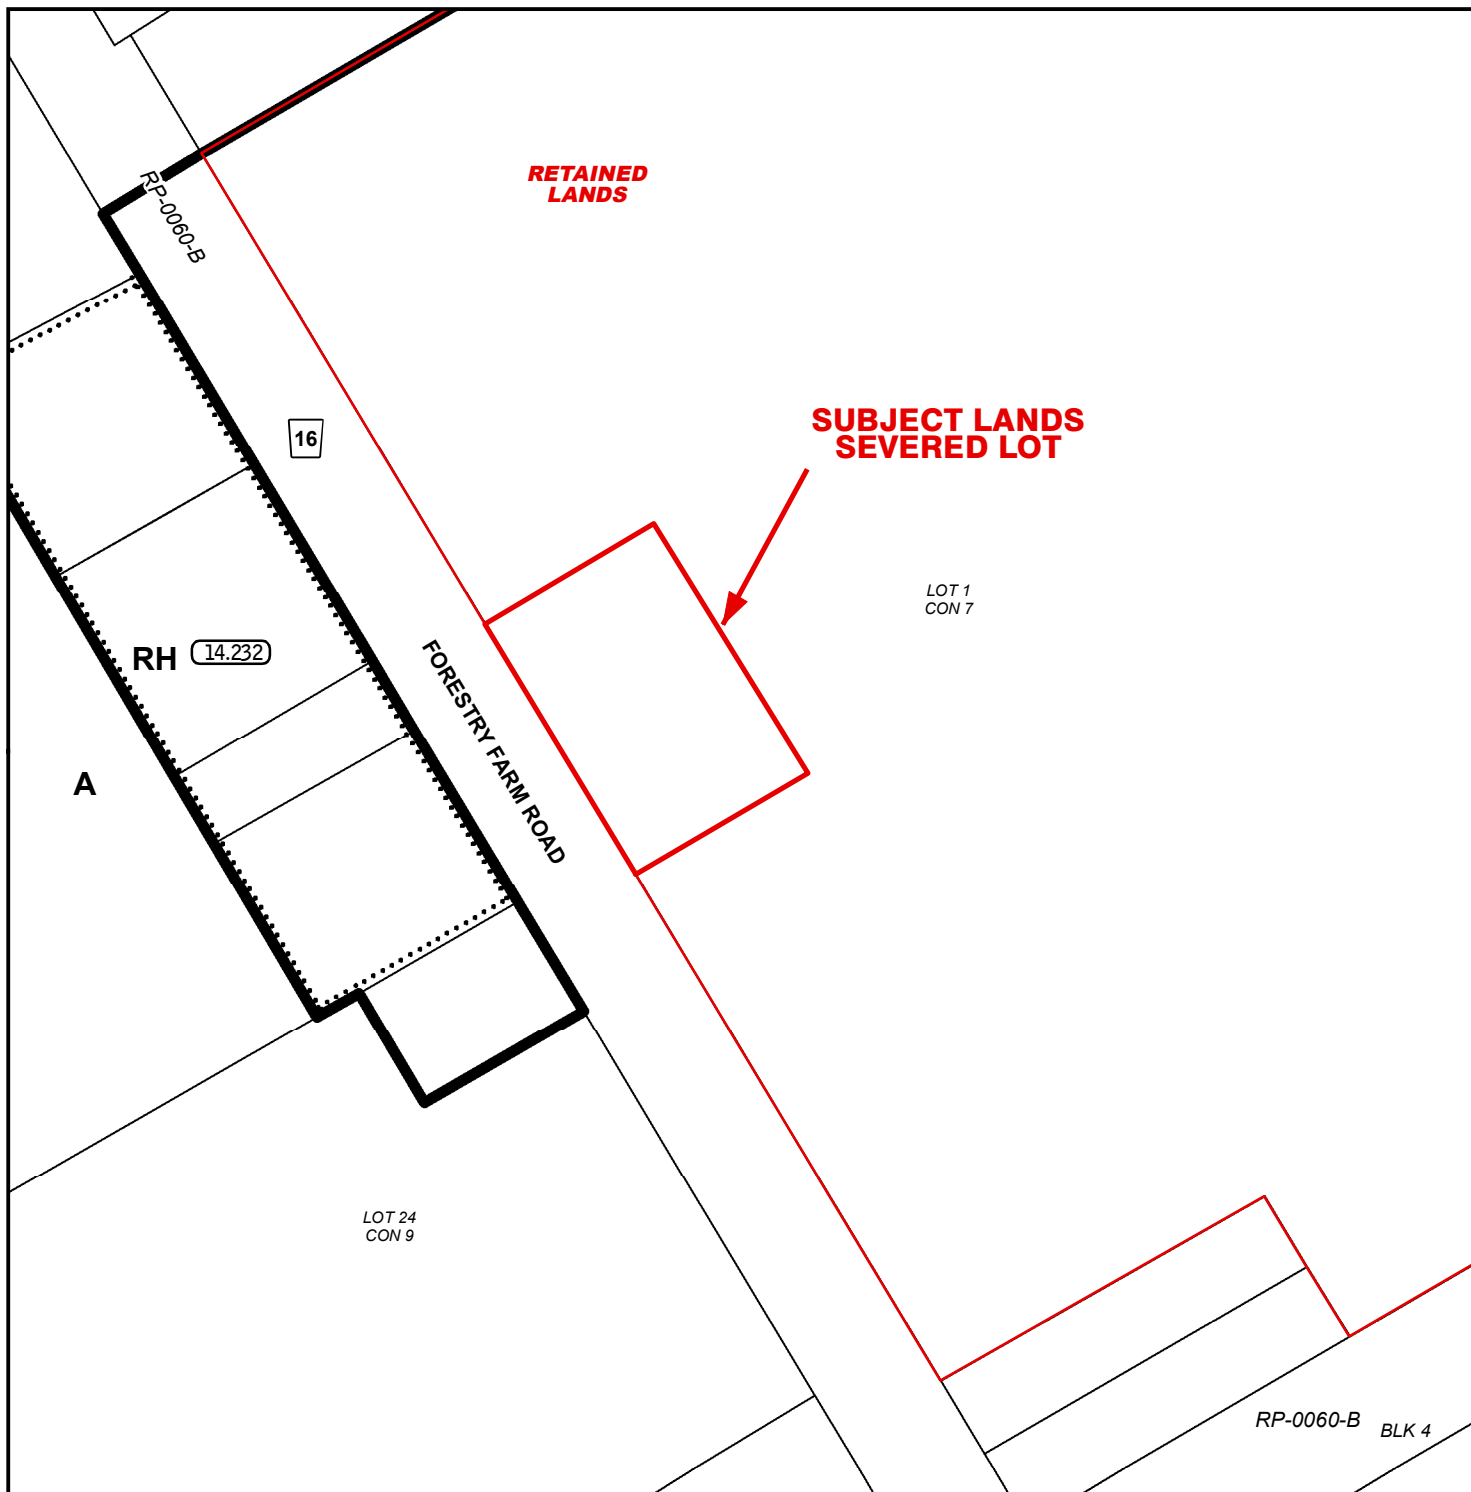 RETAINED
LANDS
RP-0060-B
16
SUBJECT LANDS
SEVERED LOT
LOT 1
CON 7
RH 14.232
FORESTRY FARM ROAD
A
LOT 24
CON 9
RP-0060-B BLK 4